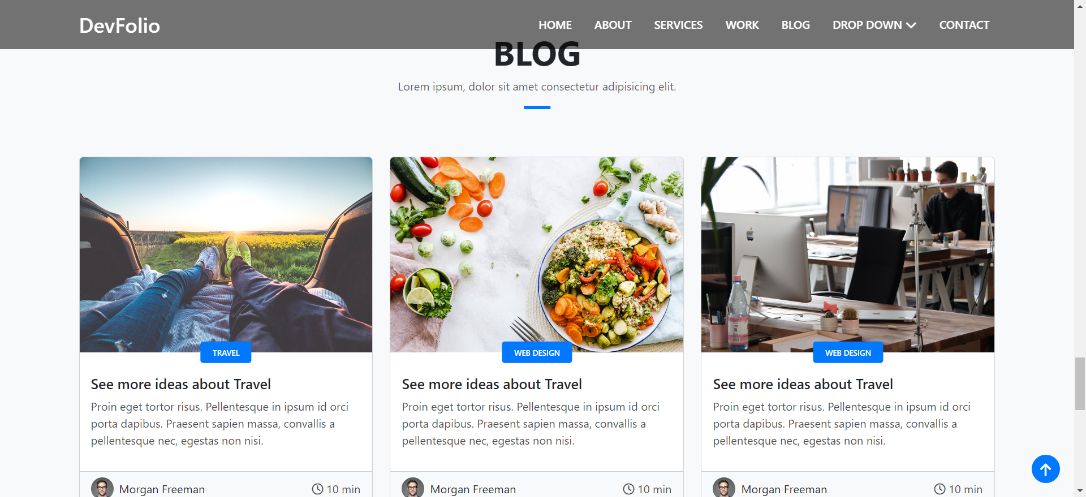 DevFolio
HOME ABOUT SERVICES WORK BLOG DROP DOWN CONTACT
BLOG
Lorem ipsum, dolor sit amet consectetur adipisicing elit.
TRAVEL
See more ideas about Travel
Proin eget tortor risus. Pellentesque in ipsum id orci
porta dapibus. Praesent sapien massa, convallis a
pellentesque nec, egestas non nisi.
Morgan Freeman
10 min
WEB DESIGN
See more ideas about Travel
Proin eget tortor risus. Pellentesque in ipsum id orci
porta dapibus. Praesent sapien massa, convallis a
pellentesque nec, egestas non nisi.
Morgan Freeman
10 min
WEB DESIGN
See more ideas about Travel
Proin eget tortor risus. Pellentesque in ipsum id orci
porta dapibus. Praesent sapien massa, convallis a
pellentesque nec, egestas non nisi.
Morgan Freeman
10 min